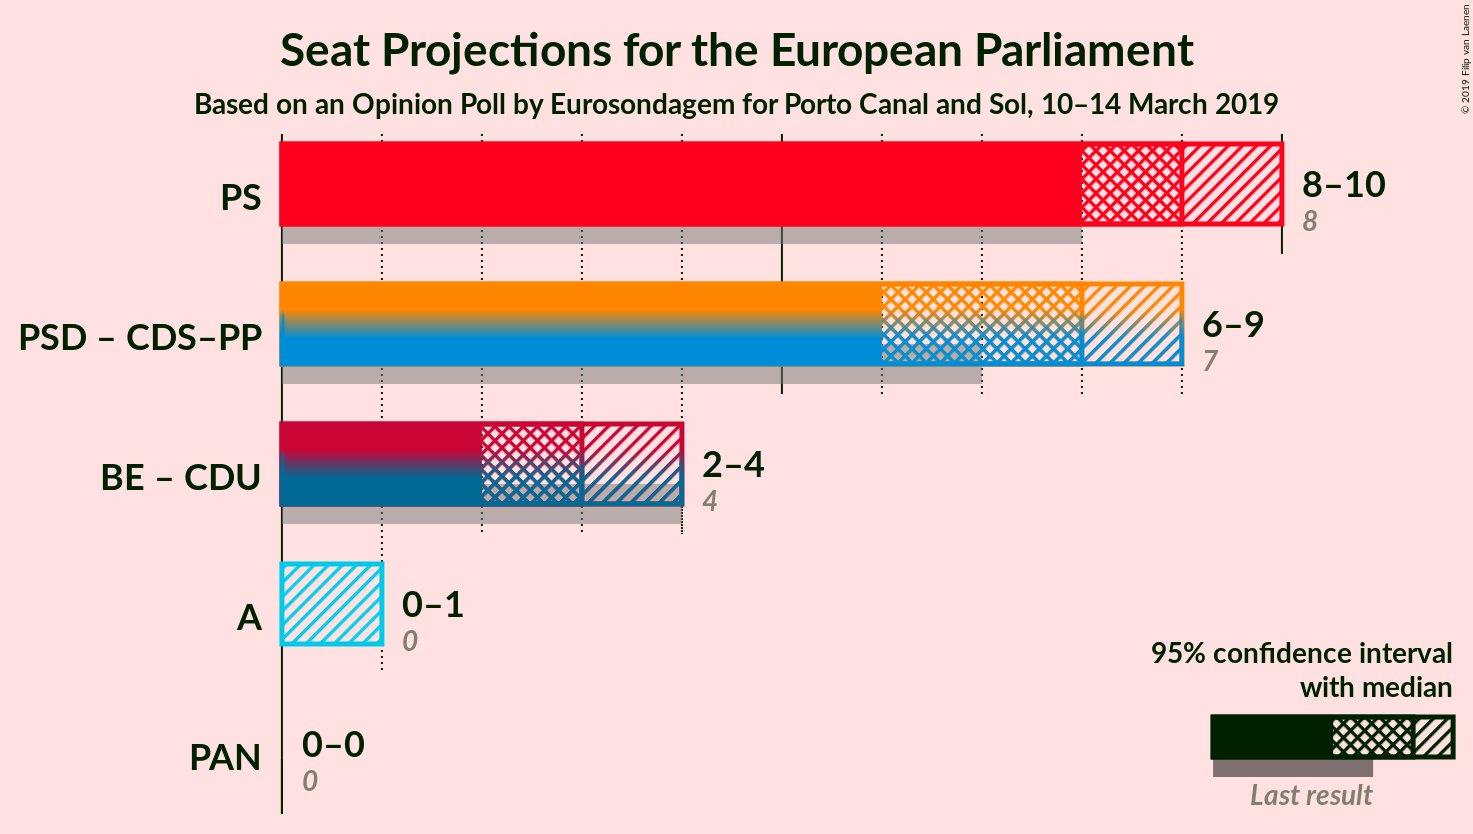 Seat Projections for the European Parliament
Based on an Opinion Poll by Eurosondagem for Porto Canal and Sol, 10–14 March 2019
© 2019 Filip van Laenen
PS
8–10
8
PSD – CDS–PP
6–9
7
BE – CDU
2–4
4
A
0–1
0
PAN
0–0
0
95% confidence interval
with median
Last result